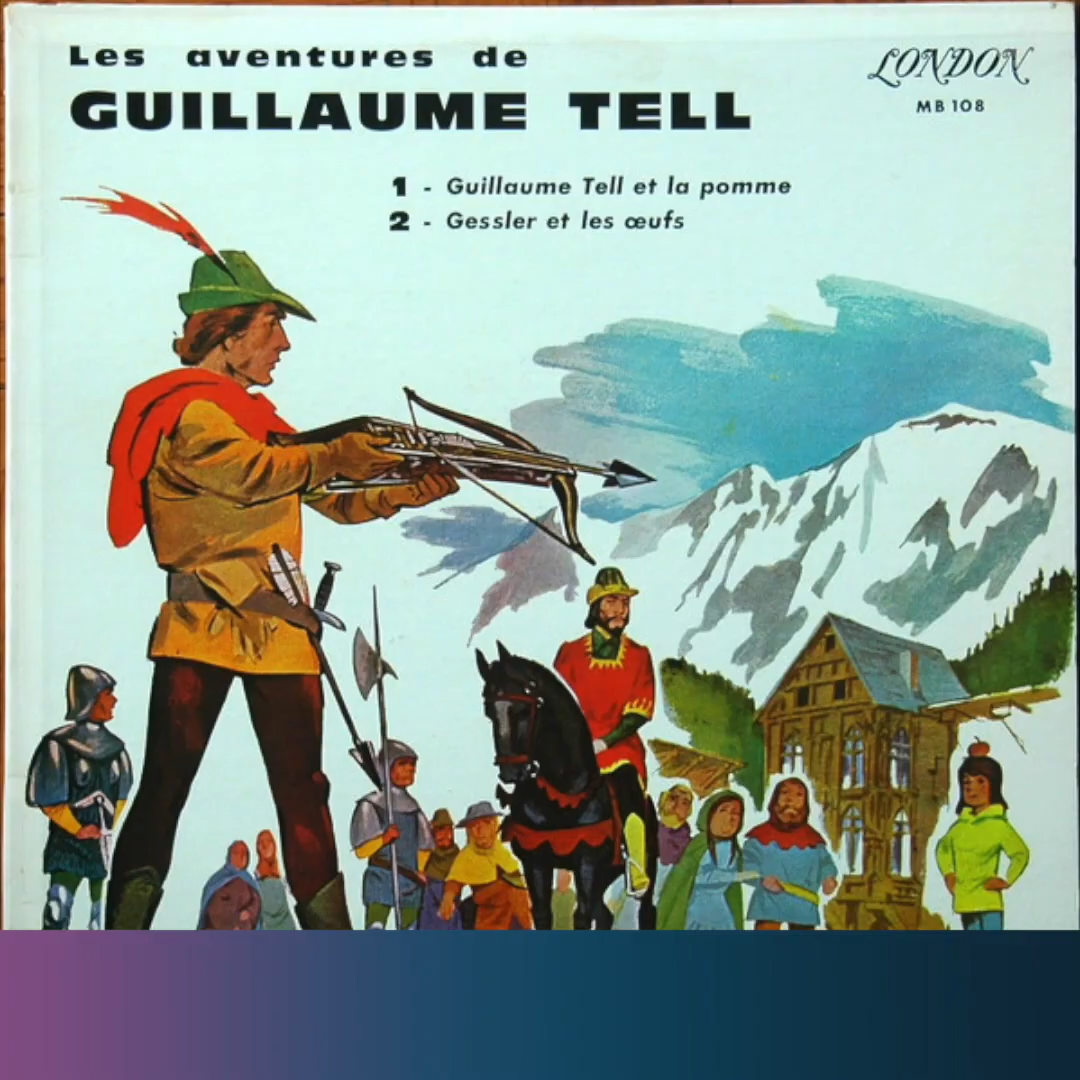 Les aventures de
GUILLAUME TELL
LONDON
MB 108
1 - Guillaume Tell et la pomme
2 - Gessler et les œufs